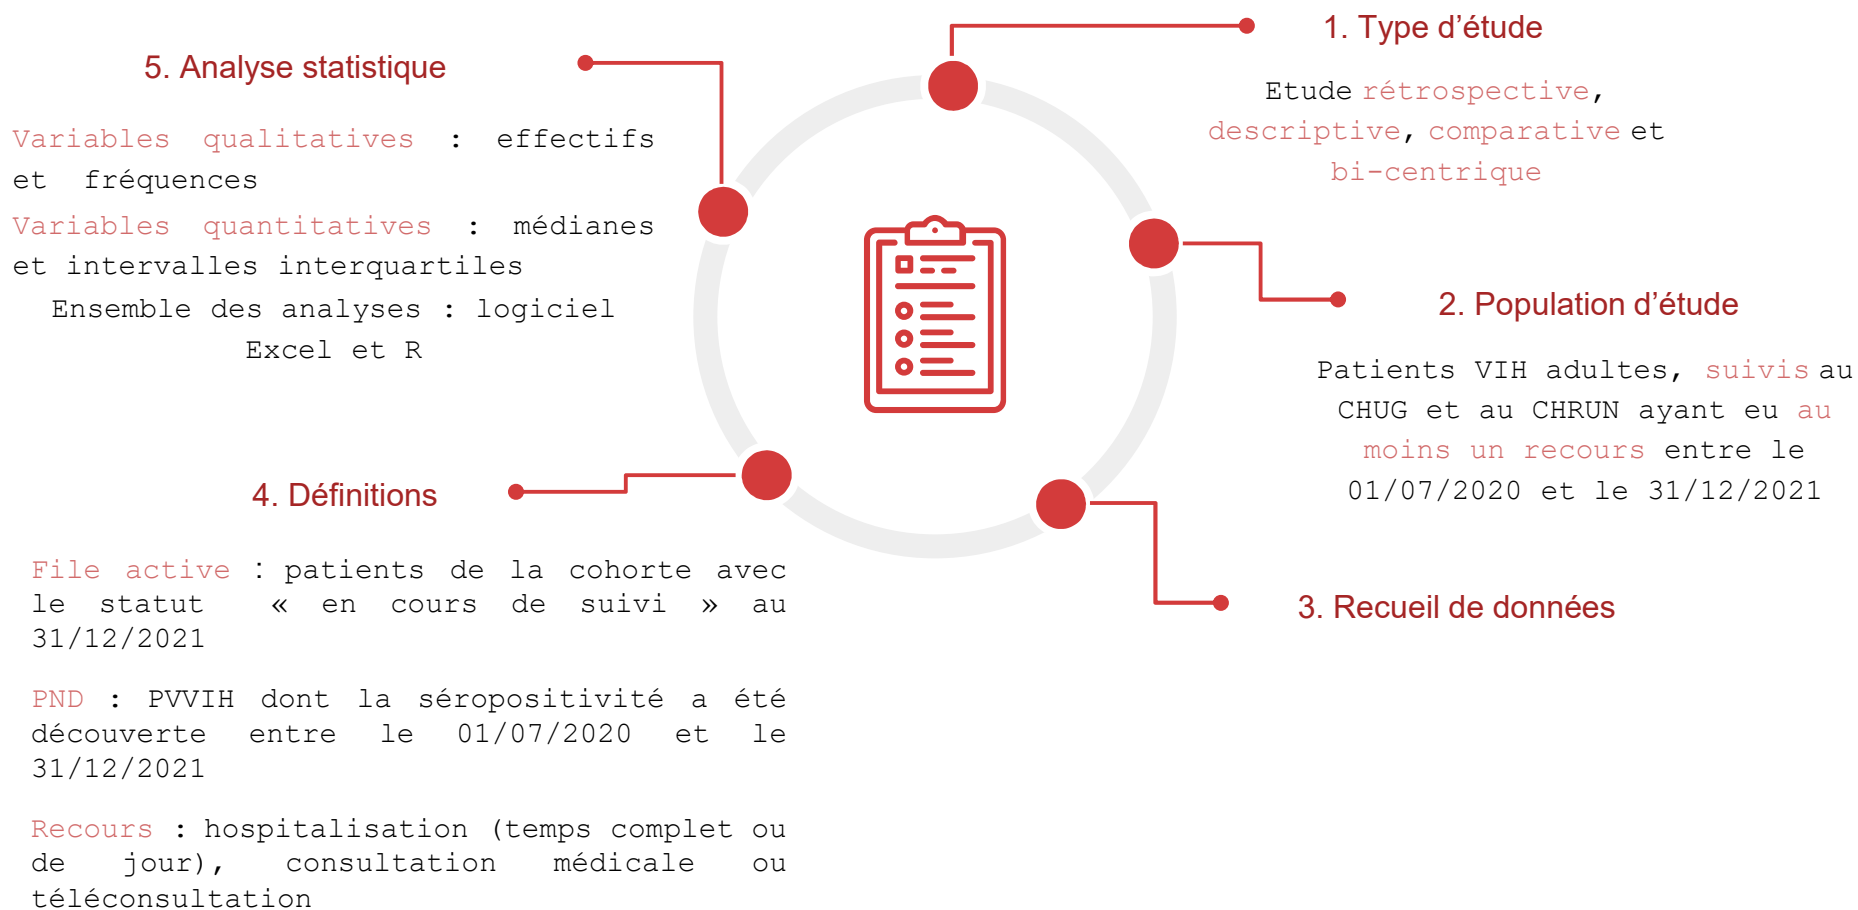 1. Type d’étude
Etude rétrospective,
descriptive, comparative et
bi-centrique
2. Population d’étude
Patients VIH adultes, suivis au
CHUG et au CHRUN ayant eu au
moins un recours entre le
01/07/2020 et le 31/12/2021
3. Recueil de données
4. Définitions
File active : patients de la cohorte avec
le statut « en cours de suivi » au
31/12/2021
PND : PVVIH dont la séropositivité a été
découverte entre le 01/07/2020 et le
31/12/2021
Recours : hospitalisation (temps complet ou
de jour), consultation médicale ou
téléconsultation
5. Analyse statistique
Variables qualitatives : effectifs
et fréquences
Variables quantitatives : médianes
et intervalles interquartiles
Ensemble des analyses : logiciel
Excel et R